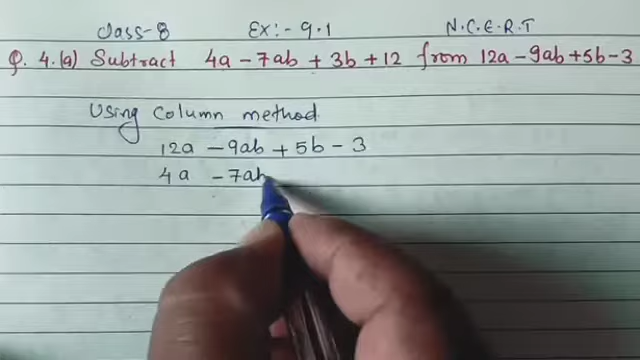 Class-8 Ex:- 9.1 N.C.E.R.T
Q. 4.(a) Subtract 4a - 7ab + 3b + 12 from 12a - 9ab + 5b - 3
Using Column method
12a - 9ab + 5b - 3
4a - 7ab